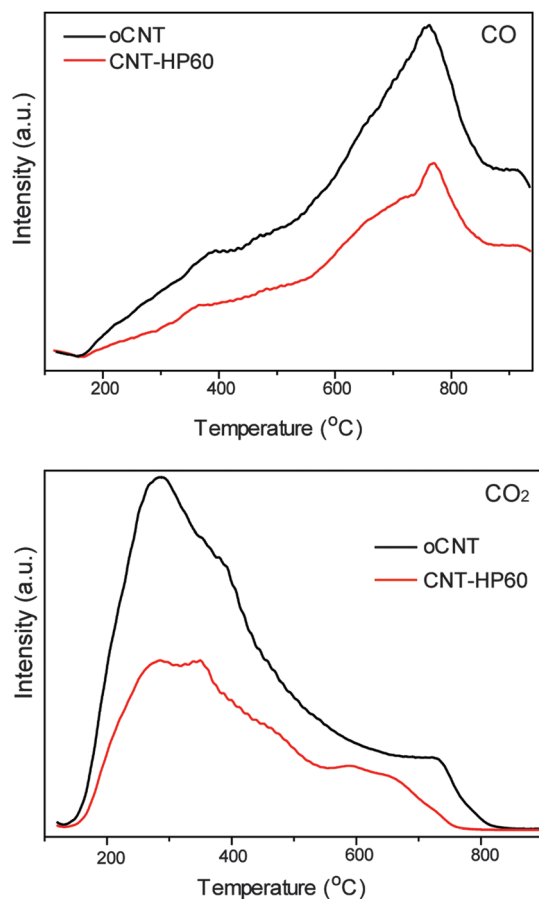 oCNT
CO
CNT-HP60
Intensity (a.u.)
200 400 600 800
Temperature (°C)
CO₂
oCNT
CNT-HP60
Intensity (a.u.)
200 400 600 800
Temperature (°C)